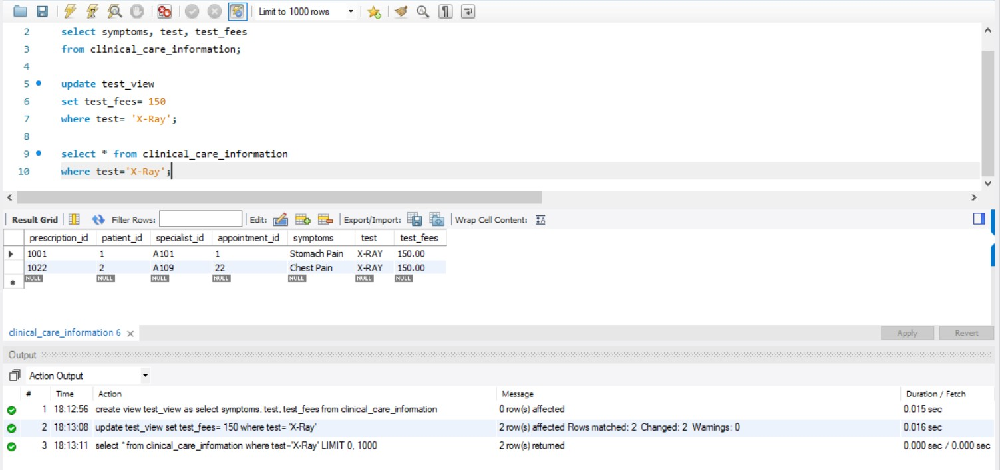 Limit to 1000 rows
2 select symptoms, test, test_fees
3 from clinical_care_information;
4
5 update test_view
6 set test_fees= 150
7 where test= 'X-Ray';
8
9 select * from clinical_care_information
10 where test='X-Ray';
Result Grid Filter Rows: Edit: Export/Import: Wrap Cell Content: IA
prescription_id patient_id specialist_id appointment_id symptoms test test_fees
1001 1 A101 1 Stomach Pain X-RAY 150.00
1022 2 A109 22 Chest Pain X-RAY 150.00
NULL NULL NULL NULL NULL NULL NULL
clinical_care_information 6 Apply Revert
Output
Action Output
# Time Action Message Duration / Fetch
1 18:12:56 create view test_view as select symptoms, test, test_fees from clinical_care_information 0 row(s) affected 0.015 sec
2 18:13:08 update test_view set test_fees= 150 where test= 'X-Ray' 2 row(s) affected Rows matched: 2 Changed: 2 Warnings: 0 0.016 sec
3 18:13:11 select * from clinical_care_information where test='X-Ray' LIMIT 0, 1000 2 row(s) returned 0.000 sec / 0.000 sec